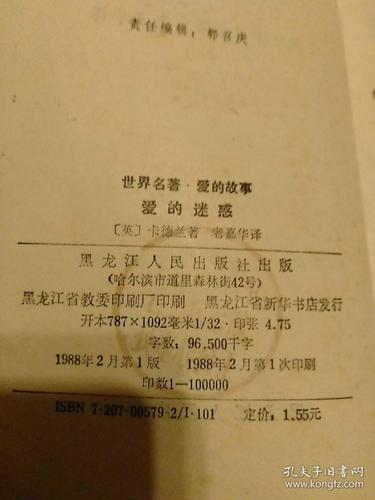 责任编辑：郭召庆
世界名著·爱的故事
爱的迷惑
〔英〕卡德兰著 老嘉华译
黑龙江人民出版社出版
(哈尔滨市道里森林街42号)
黑龙江省教委印刷厂印刷 黑龙江省新华书店发行
开本787×1092毫米1/32·印张 4.75
字数：96.500千字
1988年2月第1版 1988年2月第1次印刷
印数1—100000
ISBN 7-207-00579-2/I·101 定价：1.55元
孔夫子旧书网